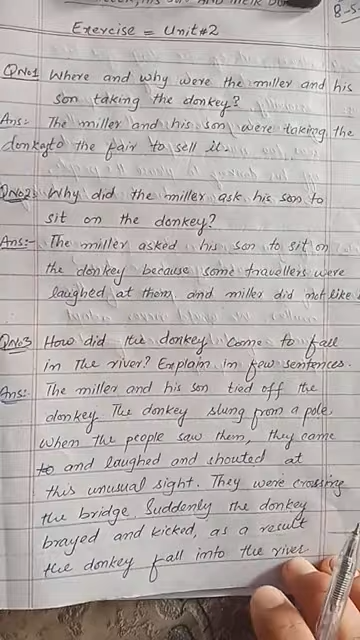 8-5
Exercise = Unit#2
QNo1 Where and why were the miller and his
son taking the donkey?
Ans:- The miller and his son were taking the
donkey to the fair to sell it.
QNo2: Why did the miller ask his son to
sit on the donkey?
Ans:- The miller asked his son to sit on
the donkey because some travellers were
laughed at them and miller did not like
QNo3 How did the donkey come to fall
in the river? Explain in few sentences.
Ans: The miller and his son tied off the
donkey. The donkey slung from a pole
when the people saw them, they came
to and laughed and shouted at
this unusual sight. They were crossing
the bridge Suddenly the donkey
brayed and kicked, as a result
the donkey fall into the river